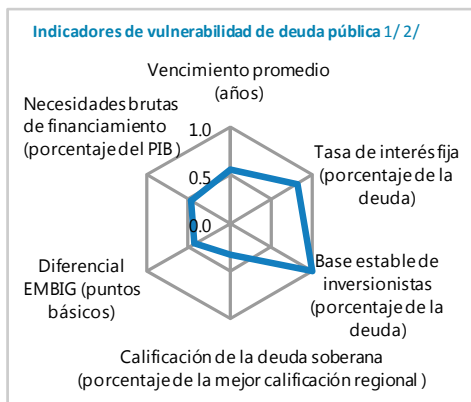 Indicadores de vulnerabilidad de deuda pública 1/ 2/
Vencimiento promedio
(años)
Necesidades brutas
de financiamiento
(porcentaje del PIB)
1.0
0.5
0.0
Tasa de interés fija
(porcentaje de la
deuda)
Diferencial
EMBIG (puntos
básicos)
Base estable de
inversionistas
(porcentaje de la
deuda)
Calificación de la deuda soberana
(porcentaje de la mejor calificación regional)